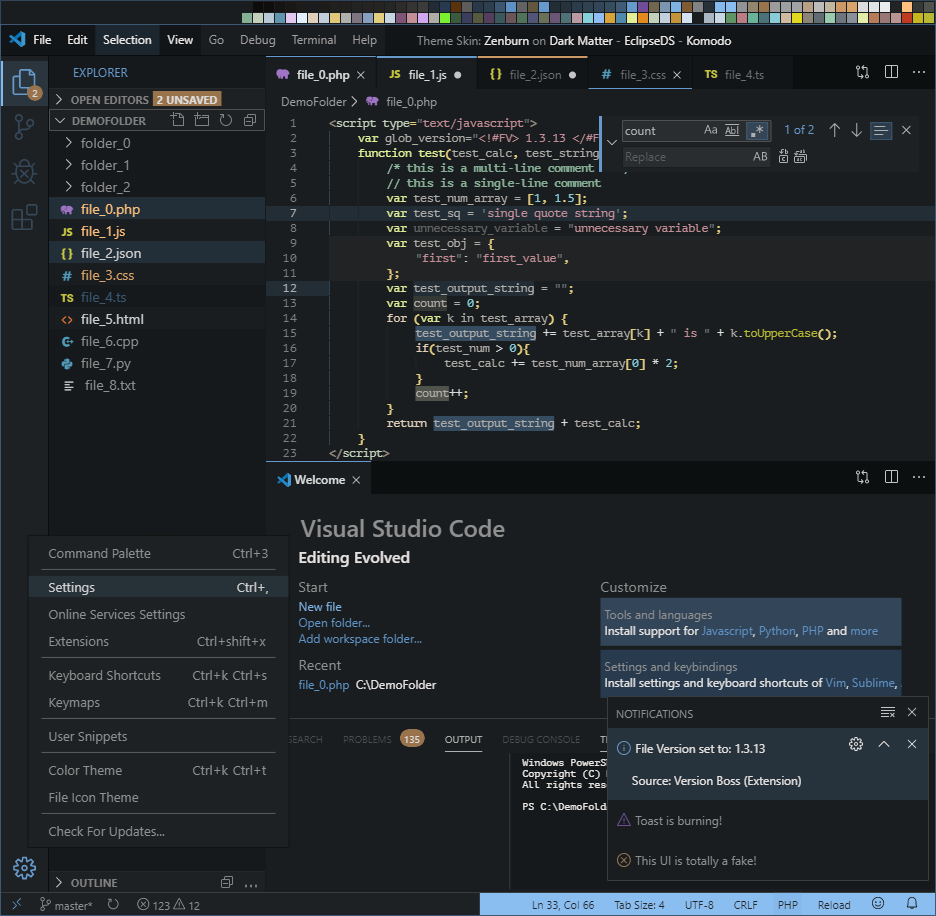 File Edit Selection View Go Debug Terminal Help Theme Skin: Zenburn on Dark Matter - EclipseDS - Komodo
EXPLORER
2
OPEN EDITORS 2 UNSAVED
DEMOFOLDER
folder_0
folder_1
folder_2
file_0.php
JS file_1.js
{} file_2.json
# file_3.css
TS file_4.ts
<> file_5.html
file_6.cpp
file_7.py
file_8.txt
file_0.php × JS file_1.js ● {} file_2.json ● # file_3.css × TS file_4.ts
DemoFolder > file_0.php
count Aa Abl .* 1 of 2
Replace AB
1 <script type="text/javascript">
2 var glob_version="<!#FV> 1.3.13 </#F
3 function test(test_calc, test_string
4 /* this is a multi-line comment
5 // this is a single-line comment
6 var test_num_array = [1, 1.5];
7 var test_sq = 'single quote string';
8 var unnecessary_variable = "unnecessary variable";
9 var test_obj = {
10 "first": "first_value",
11 };
12 var test_output_string = "";
13 var count = 0;
14 for (var k in test_array) {
15 test_output_string += test_array[k] + " is " + k.toUpperCase();
16 if(test_num > 0){
17 test_calc += test_num_array[0] * 2;
18 }
19 count++;
20 }
21 return test_output_string + test_calc;
22 }
23 </script>
Welcome ×
Visual Studio Code
Editing Evolved
Start
New file
Open folder...
Add workspace folder...
Recent
file_0.php C:\DemoFolder
Customize
Tools and languages
Install support for Javascript, Python, PHP and more
Settings and keybindings
Install settings and keyboard shortcuts of Vim, Sublime,
Command Palette Ctrl+3
Settings Ctrl+,
Online Services Settings
Extensions Ctrl+shift+x
Keyboard Shortcuts Ctrl+k Ctrl+s
Keymaps Ctrl+k Ctrl+m
User Snippets
Color Theme Ctrl+k Ctrl+t
File Icon Theme
Check For Updates...
SEARCH PROBLEMS 135 OUTPUT DEBUG CONSOLE
Copyright (C)
All rights
PS C:\DemoFold
NOTIFICATIONS
File Version set to: 1.3.13
Source: Version Boss (Extension)
Toast is burning!
This UI is totally a fake!
OUTLINE
master* 123 12 Ln 33, Col 66 Tab Size: 4 UTF-8 CRLF PHP Reload